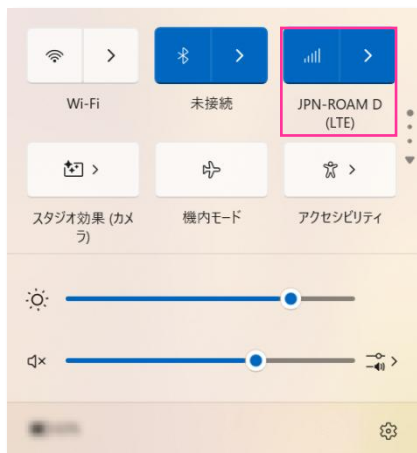 Wi-Fi
未接続
JPN-ROAM D
(LTE)
スタジオ効果 (カメ
ラ)
機内モード
アクセシビリティ